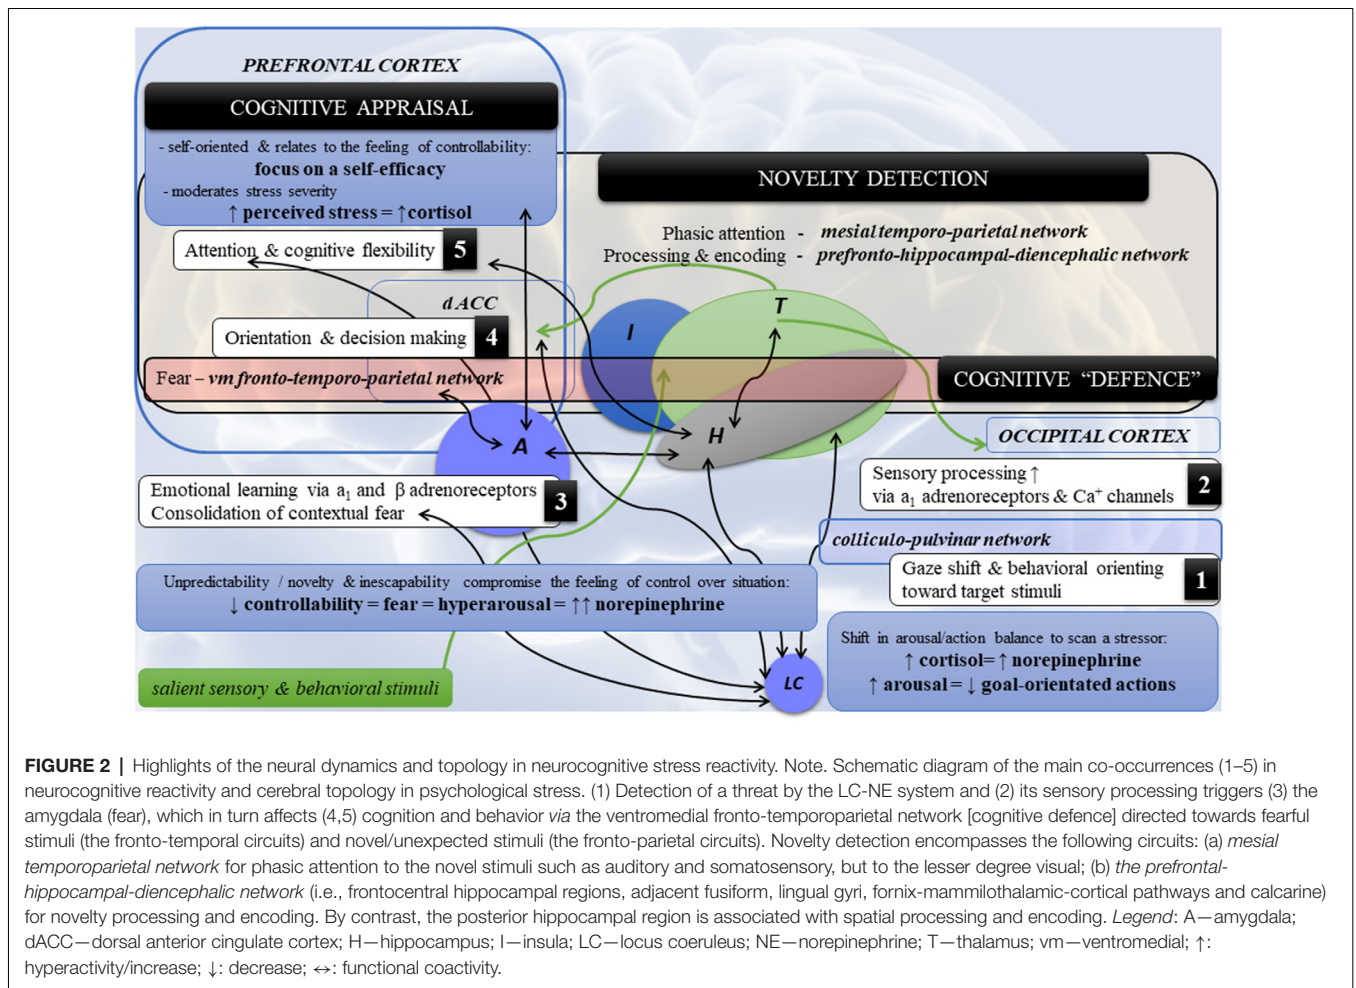 PREFRONTAL CORTEX
COGNITIVE APPRAISAL
- self-oriented & relates to the feeling of controllability:
focus on a self-efficacy
- moderates stress severity
↑ perceived stress = ↑cortisol
NOVELTY DETECTION
Phasic attention - mesial temporo-parietal network
Processing & encoding - prefronto-hippocampal-diencephalic network
Attention & cognitive flexibility 5
dACC
Orientation & decision making 4
I
T
Fear – vm fronto-temporo-parietal network
COGNITIVE “DEFENCE”
A
H
OCCIPITAL CORTEX
Sensory processing ↑
via a1 adrenoreceptors & Ca+ channels
2
Emotional learning via a1 and β adrenoreceptors
Consolidation of contextual fear
3
colliculo-pulvinar network
Gaze shift & behavioral orienting
toward target stimuli
1
Unpredictability / novelty & inescapability compromise the feeling of control over situation:
↓ controllability = fear = hyperarousal = ↑↑ norepinephrine
Shift in arousal/action balance to scan a stressor:
↑ cortisol= ↑ norepinephrine
↑ arousal = ↓ goal-orientated actions
salient sensory & behavioral stimuli
LC
FIGURE 2 | Highlights of the neural dynamics and topology in neurocognitive stress reactivity. Note. Schematic diagram of the main co-occurrences (1–5) in
neurocognitive reactivity and cerebral topology in psychological stress. (1) Detection of a threat by the LC-NE system and (2) its sensory processing triggers (3) the
amygdala (fear), which in turn affects (4,5) cognition and behavior via the ventromedial fronto-temporoparietal network [cognitive defence] directed towards fearful
stimuli (the fronto-temporal circuits) and novel/unexpected stimuli (the fronto-parietal circuits). Novelty detection encompasses the following circuits: (a) mesial
temporoparietal network for phasic attention to the novel stimuli such as auditory and somatosensory, but to the lesser degree visual; (b) the prefrontal-
hippocampal-diencephalic network (i.e., frontocentral hippocampal regions, adjacent fusiform, lingual gyri, fornix-mammilothalamic-cortical pathways and calcarine)
for novelty processing and encoding. By contrast, the posterior hippocampal region is associated with spatial processing and encoding. Legend: A—amygdala;
dACC—dorsal anterior cingulate cortex; H—hippocampus; I—insula; LC—locus coeruleus; NE—norepinephrine; T—thalamus; vm—ventromedial; ↑:
hyperactivity/increase; ↓: decrease; ↔: functional coactivity.